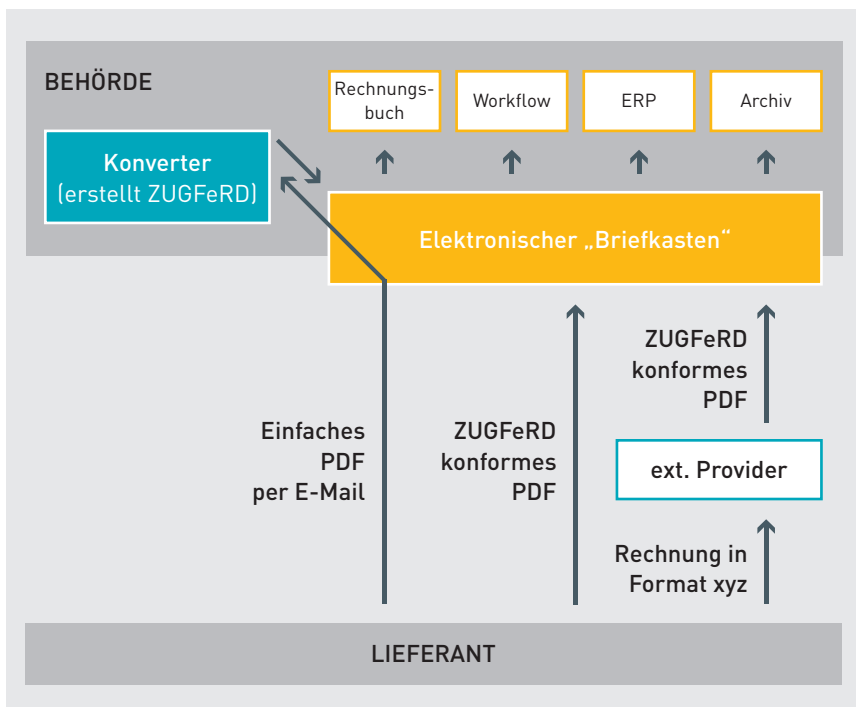 BEHÖRDE
Rechnungs-
buch
Workflow
ERP
Archiv
Konverter
(erstellt ZUGFeRD)
Elektronischer „Briefkasten“
Einfaches
PDF
per E-Mail
ZUGFeRD
konformes
PDF
ZUGFeRD
konformes
PDF
ext. Provider
Rechnung in
Format xyz
LIEFERANT